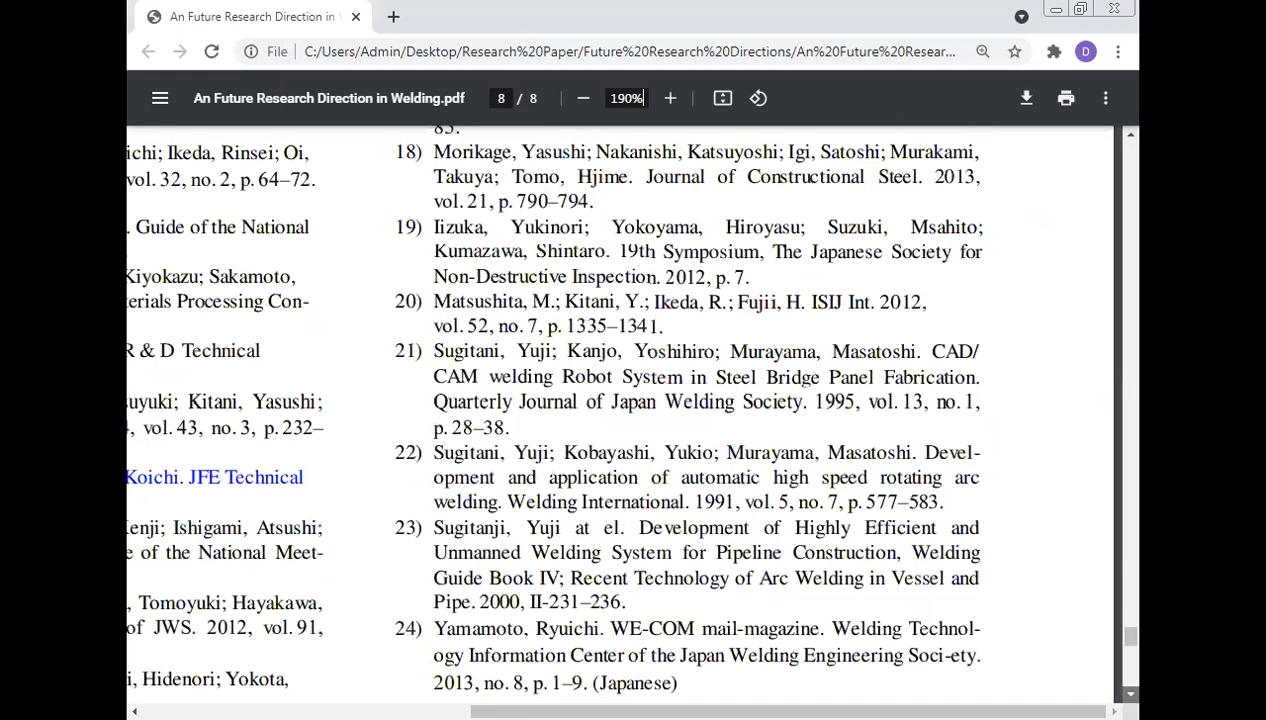 An Future Research Direction in
File C:/Users/Admin/Desktop/Research%20Paper/Future%20Research%20Directions/An%20Future%20Resear...
D
An Future Research Direction in Welding.pdf 8 / 8 190%
ichi; Ikeda, Rinsei; Oi,
vol. 32, no. 2, p. 64–72.
. Guide of the National
Kiyokazu; Sakamoto,
terials Processing Con-
R & D Technical
suyuki; Kitani, Yasushi;
, vol. 43, no. 3, p. 232–
Koichi. JFE Technical
Kenji; Ishigami, Atsushi;
e of the National Meet-
, Tomoyuki; Hayakawa,
of JWS. 2012, vol. 91,
i, Hidenori; Yokota,
85.
18) Morikage, Yasushi; Nakanishi, Katsuyoshi; Igi, Satoshi; Murakami,
Takuya; Tomo, Hjime. Journal of Constructional Steel. 2013,
vol. 21, p. 790–794.
19) Iizuka, Yukinori; Yokoyama, Hiroyasu; Suzuki, Msahito;
Kumazawa, Shintaro. 19th Symposium, The Japanese Society for
Non-Destructive Inspection. 2012, p. 7.
20) Matsushita, M.; Kitani, Y.; Ikeda, R.; Fujii, H. ISIJ Int. 2012,
vol. 52, no. 7, p. 1335–1341.
21) Sugitani, Yuji; Kanjo, Yoshihiro; Murayama, Masatoshi. CAD/
CAM welding Robot System in Steel Bridge Panel Fabrication.
Quarterly Journal of Japan Welding Society. 1995, vol. 13, no. 1,
p. 28–38.
22) Sugitani, Yuji; Kobayashi, Yukio; Murayama, Masatoshi. Devel-
opment and application of automatic high speed rotating arc
welding. Welding International. 1991, vol. 5, no. 7, p. 577–583.
23) Sugitanji, Yuji at el. Development of Highly Efficient and
Unmanned Welding System for Pipeline Construction, Welding
Guide Book IV; Recent Technology of Arc Welding in Vessel and
Pipe. 2000, II-231–236.
24) Yamamoto, Ryuichi. WE-COM mail-magazine. Welding Technol-
ogy Information Center of the Japan Welding Engineering Soci-ety.
2013, no. 8, p. 1–9. (Japanese)